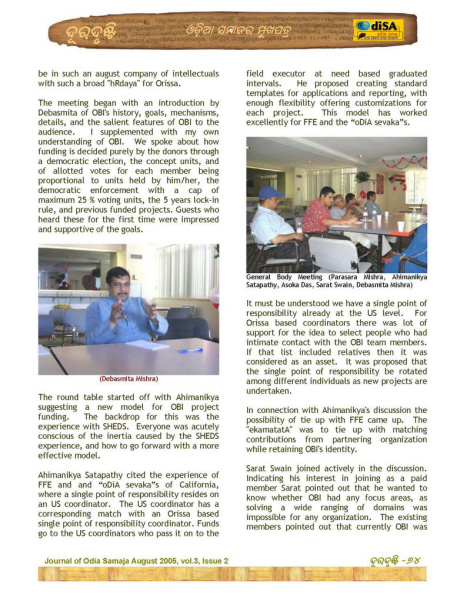 ଦୂରଦୃଷ୍ଟି
ଓଡ଼ିଆ ସମାଜର ମୁଖପତ୍ର
diSA
be in such an august company of intellectuals
with such a broad "hRdaya" for Orissa.
The meeting began with an introduction by
Debasmita of OBI's history, goals, mechanisms,
details, and the salient features of OBI to the
audience. I supplemented with my own
understanding of OBI. We spoke about how
funding is decided purely by the donors through
a democratic election, the concept units, and
of allotted votes for each member being
proportional to units held by him/her, the
democratic enforcement with a cap of
maximum 25 % voting units, the 5 years lock-in
rule, and previous funded projects. Guests who
heard these for the first time were impressed
and supportive of the goals.
(Debasmita Mishra)
The round table started off with Ahimanikya
suggesting a new model for OBI project
funding. The backdrop for this was the
experience with SHEDS. Everyone was acutely
conscious of the inertia caused by the SHEDS
experience, and how to go forward with a more
effective model.
Ahimanikya Satapathy cited the experience of
FFE and and "oDiA sevaka"s of California,
where a single point of responsibility resides on
an US coordinator. The US coordinator has a
corresponding match with an Orissa based
single point of responsibility coordinator. Funds
go to the US coordinators who pass it on to the
field executor at need based graduated
intervals. He proposed creating standard
templates for applications and reporting, with
enough flexibility offering customizations for
each project. This model has worked
excellently for FFE and the "oDiA sevaka"s.
General Body Meeting (Parasara Mishra, Ahimanikya
Satapathy, Asoka Das, Sarat Swain, Debasmita Mishra)
It must be understood we have a single point of
responsibility already at the US level. For
Orissa based coordinators there was lot of
support for the idea to select people who had
intimate contact with the OBI team members.
If that list included relatives then it was
considered as an asset. It was proposed that
the single point of responsibility be rotated
among different individuals as new projects are
undertaken.
In connection with Ahimanikya's discussion the
possibility of tie up with FFE came up. The
"ekamatatA" was to tie up with matching
contributions from partnering organization
while retaining OBI's identity.
Sarat Swain joined actively in the discussion.
Indicating his interest in joining as a paid
member Sarat pointed out that he wanted to
know whether OBI had any focus areas, as
solving a wide ranging of domains was
impossible for any organization. The existing
members pointed out that currently OBI was
Journal of Odia Samaja August 2005, vol.3, Issue 2
ଦୂରଦୃଷ୍ଟି -୭୪